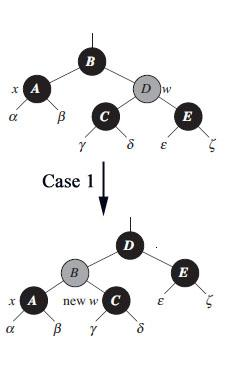 B
x A D w
α β C E
γ δ ε ζ
Case 1
D
B E
x A new w C ε ζ
α β γ δ